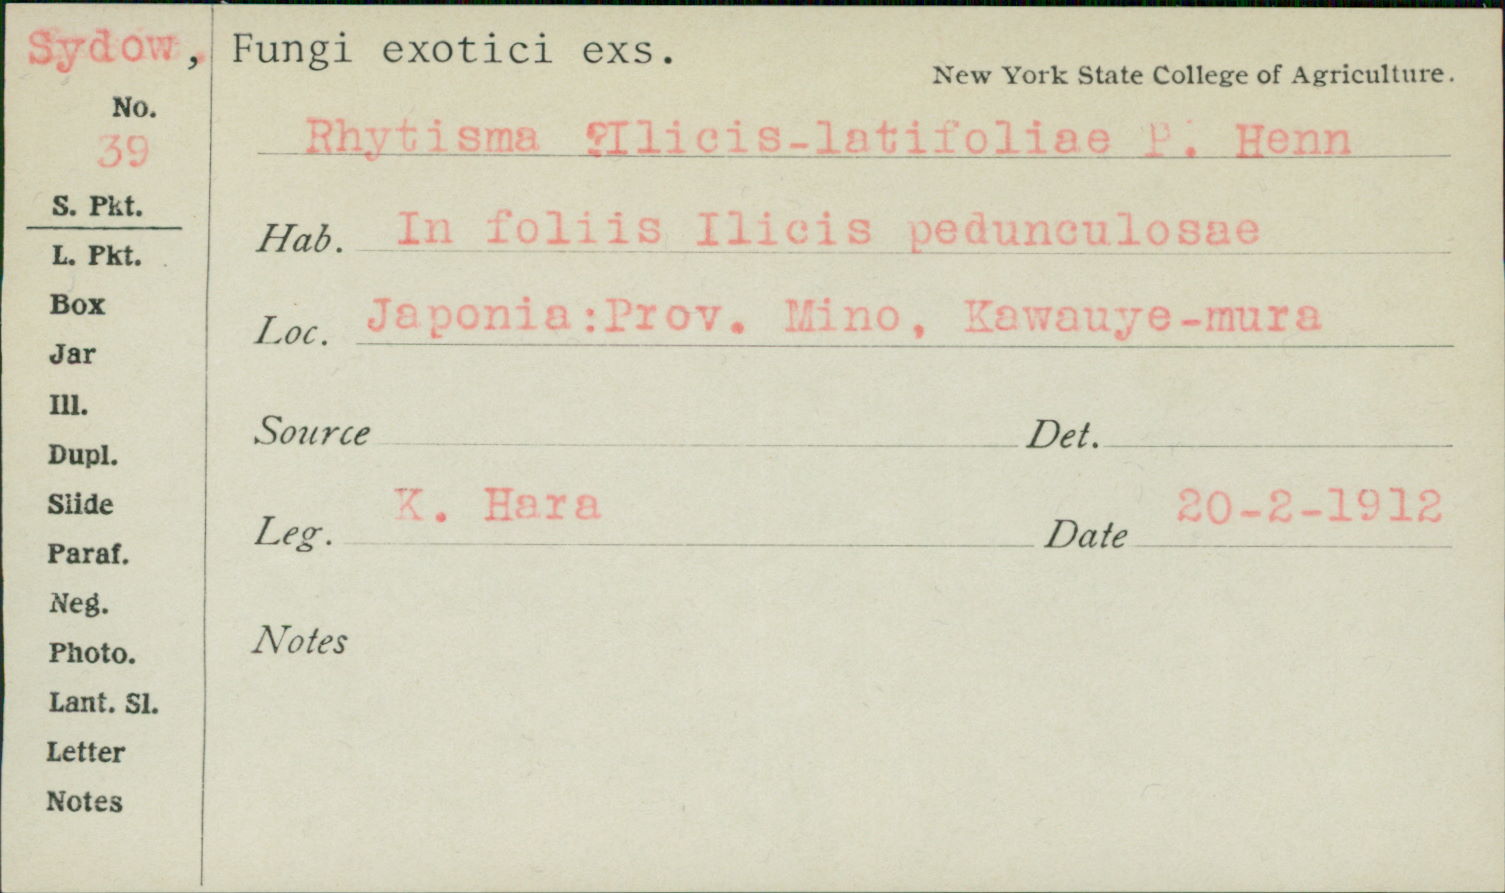 Sydow, Fungi exotici exs.
New York State College of Agriculture.
No.
39
Rhytisma ?Ilicis-latifoliae P. Henn
S. Pkt.
Hab. In foliis Ilicis pedunculosae
L. Pkt.
Box
Loc. Japonia:Prov. Mino, Kawauye-mura
Jar
Ill.
Source Det.
Dupl.
Slide
Leg. K. Hara Date 20-2-1912
Paraf.
Neg.
Notes
Photo.
Lant. Sl.
Letter
Notes